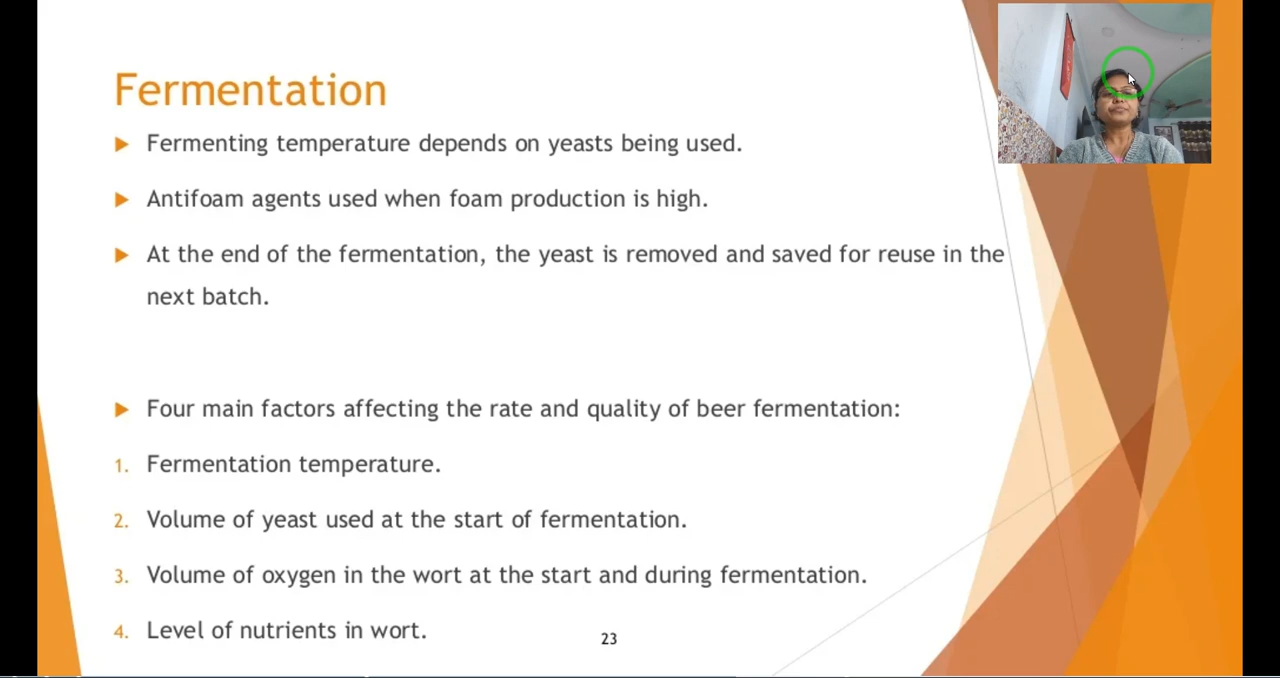 Fermentation
Fermenting temperature depends on yeasts being used.
Antifoam agents used when foam production is high.
At the end of the fermentation, the yeast is removed and saved for reuse in the
next batch.
Four main factors affecting the rate and quality of beer fermentation:
1. Fermentation temperature.
2. Volume of yeast used at the start of fermentation.
3. Volume of oxygen in the wort at the start and during fermentation.
4. Level of nutrients in wort.
23